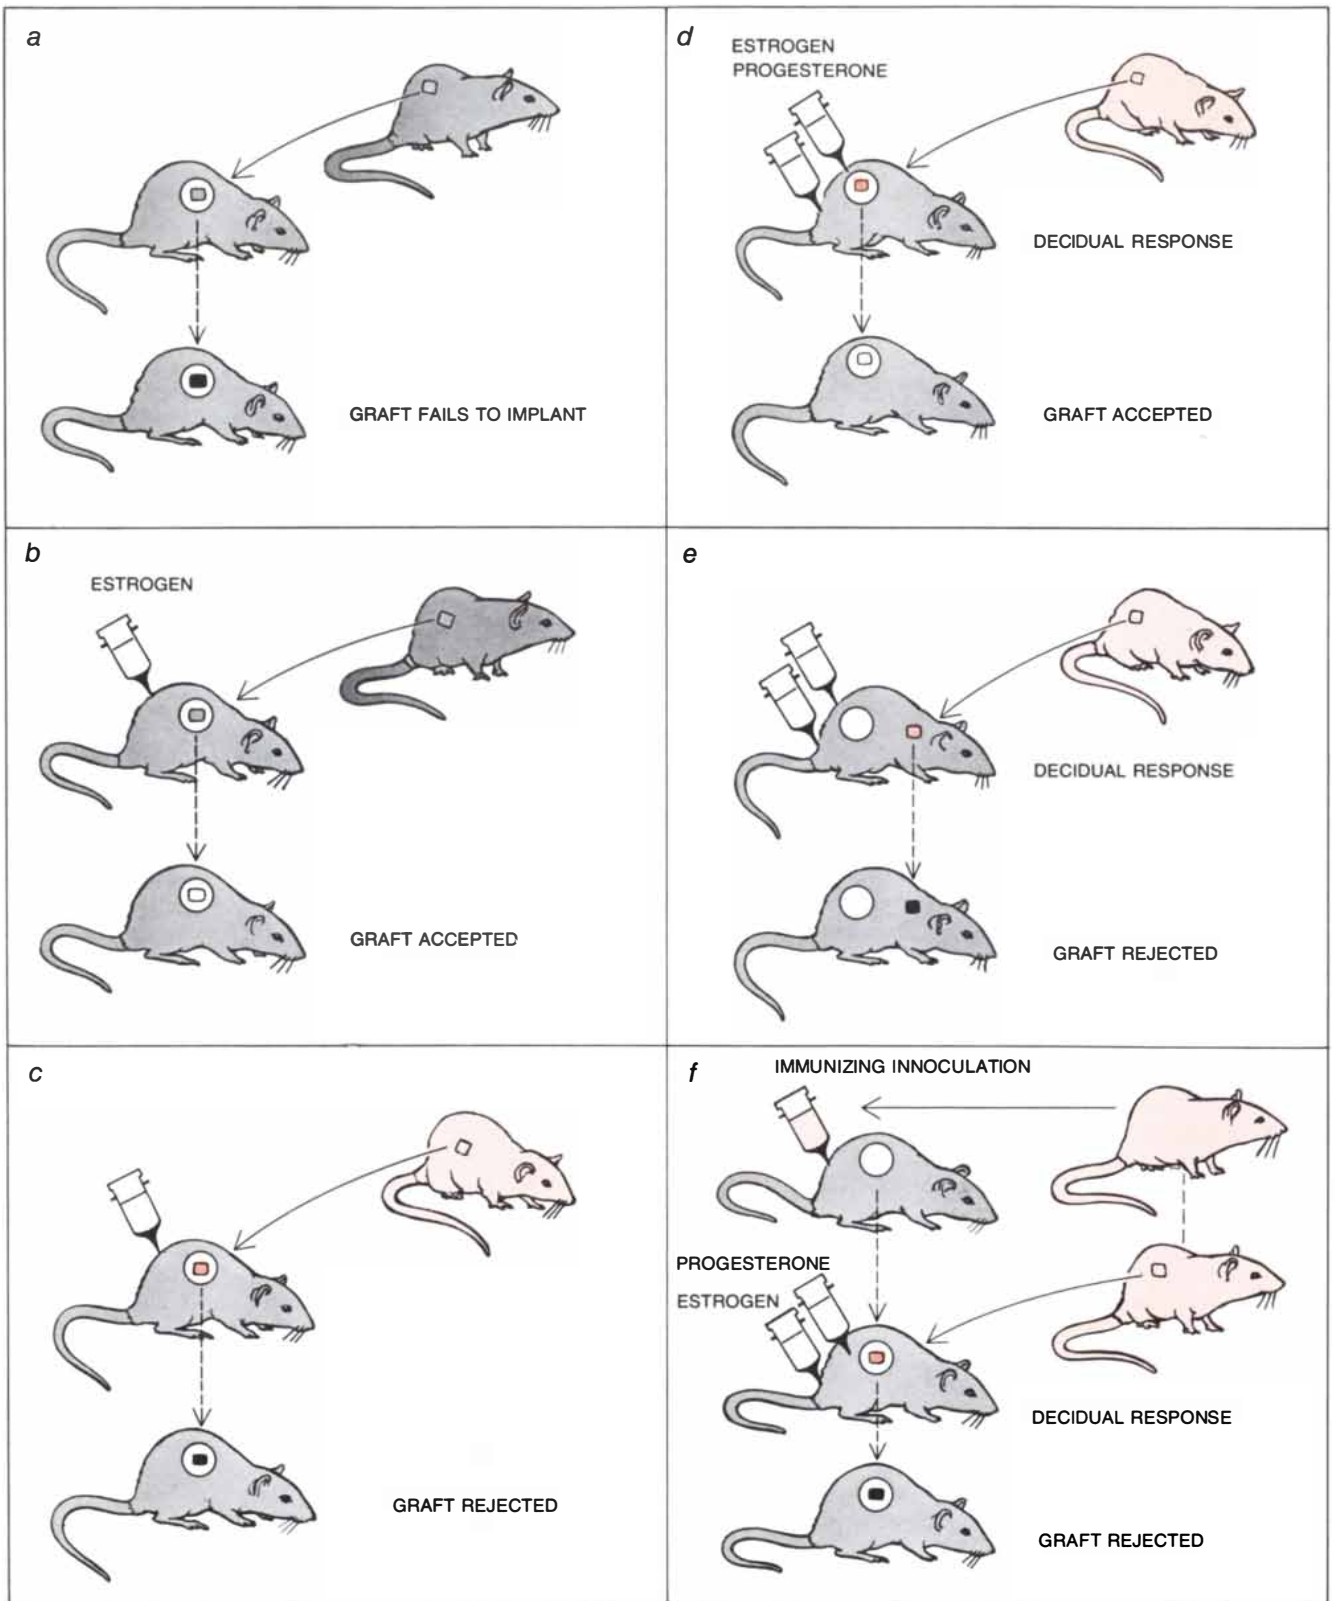 a
GRAFT FAILS TO IMPLANT
b
ESTROGEN
GRAFT ACCEPTED
c
GRAFT REJECTED
d
ESTROGEN
PROGESTERONE
DECIDUAL RESPONSE
GRAFT ACCEPTED
e
DECIDUAL RESPONSE
GRAFT REJECTED
f
IMMUNIZING INNOCULATION
PROGESTERONE
ESTROGEN
DECIDUAL RESPONSE
GRAFT REJECTED